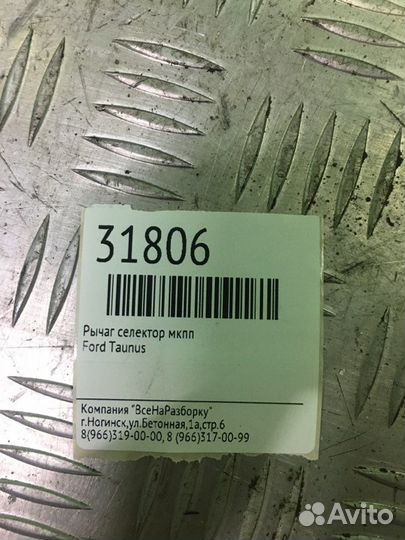 31806
Рычаг селектор мкпп
Ford Taunus
Компания "ВсеНаРазборку"
г.Ногинск,ул.Бетонная,1а,стр.6
8(966)319-00-00, 8 (966)317-00-99
Avito